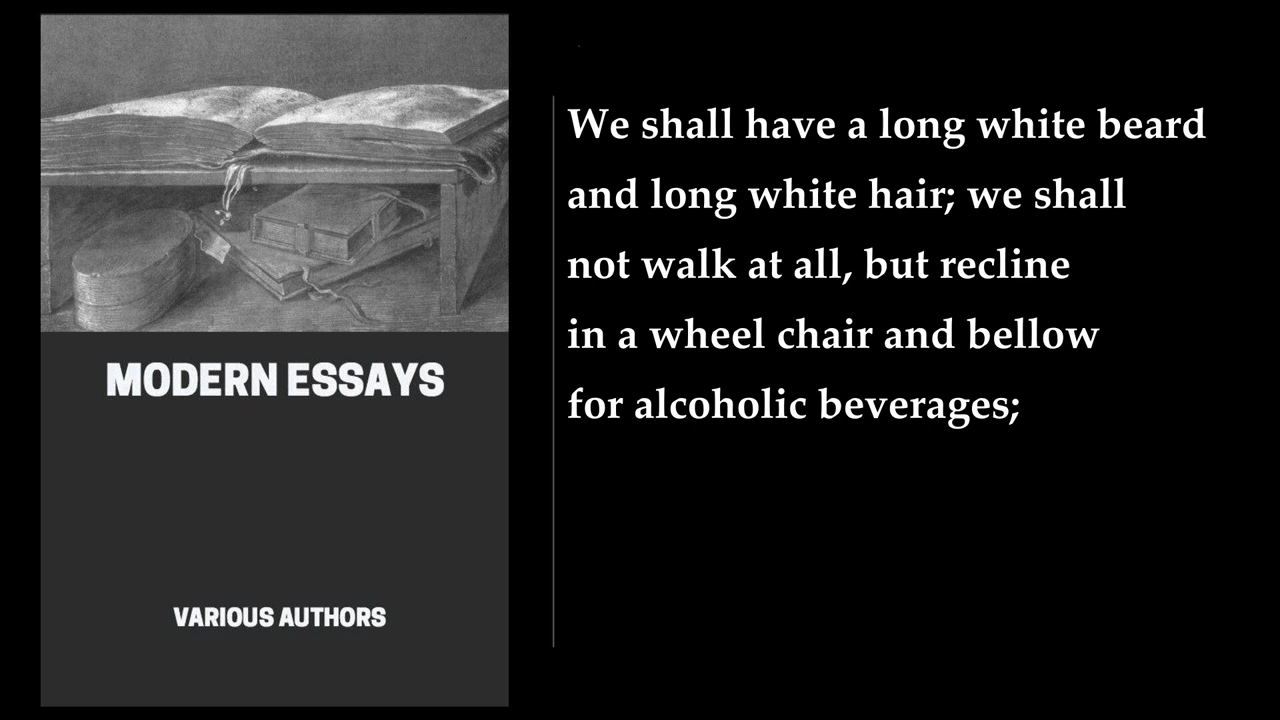 MODERN ESSAYS
VARIOUS AUTHORS
We shall have a long white beard
and long white hair; we shall
not walk at all, but recline
in a wheel chair and bellow
for alcoholic beverages;